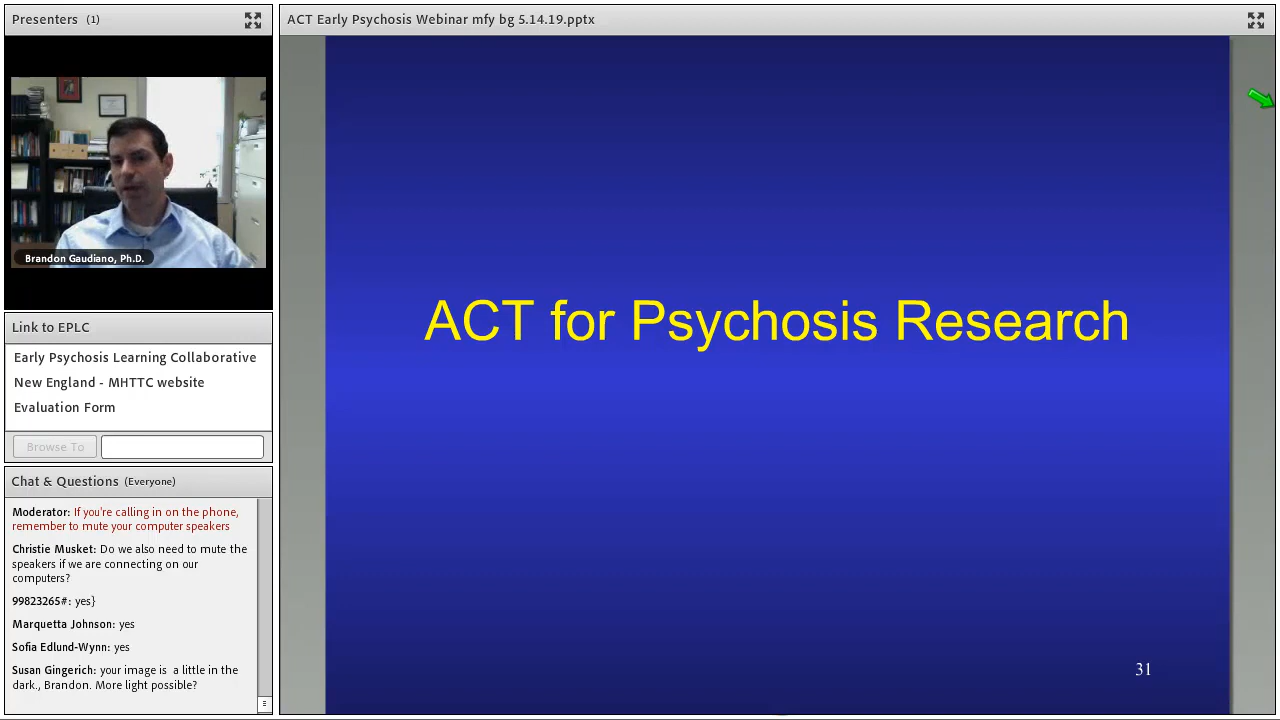 Presenters (1)
Brandon Gaudiano, Ph.D.
Link to EPLC
Early Psychosis Learning Collaborative
New England - MHTTC website
Evaluation Form
Browse To
Chat & Questions (Everyone)
Moderator: If you're calling in on the phone,
remember to mute your computer speakers
Christie Musket: Do we also need to mute the
speakers if we are connecting on our
computers?
99823265#: yes}
Marquetta Johnson: yes
Sofia Edlund-Wynn: yes
Susan Gingerich: your image is a little in the
dark., Brandon. More light possible?
ACT Early Psychosis Webinar mfy bg 5.14.19.pptx
ACT for Psychosis Research
31